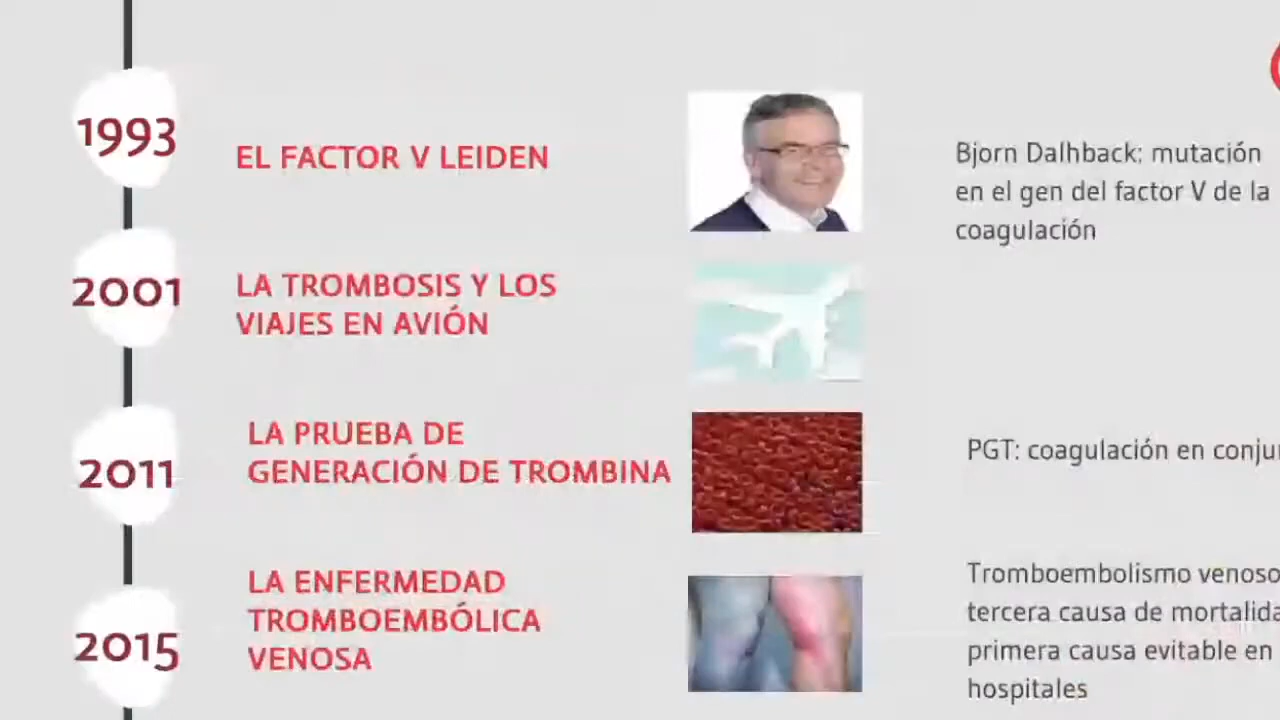 1993
EL FACTOR V LEIDEN
Bjorn Dalhback: mutación
en el gen del factor V de la
coagulación
2001
LA TROMBOSIS Y LOS
VIAJES EN AVIÓN
2011
LA PRUEBA DE
GENERACIÓN DE TROMBINA
PGT: coagulación en
2015
LA ENFERMEDAD
TROMBOEMBÓLICA
VENOSA
Tromboembolismo venoso
tercera causa de
primera causa evitable en
hospitales